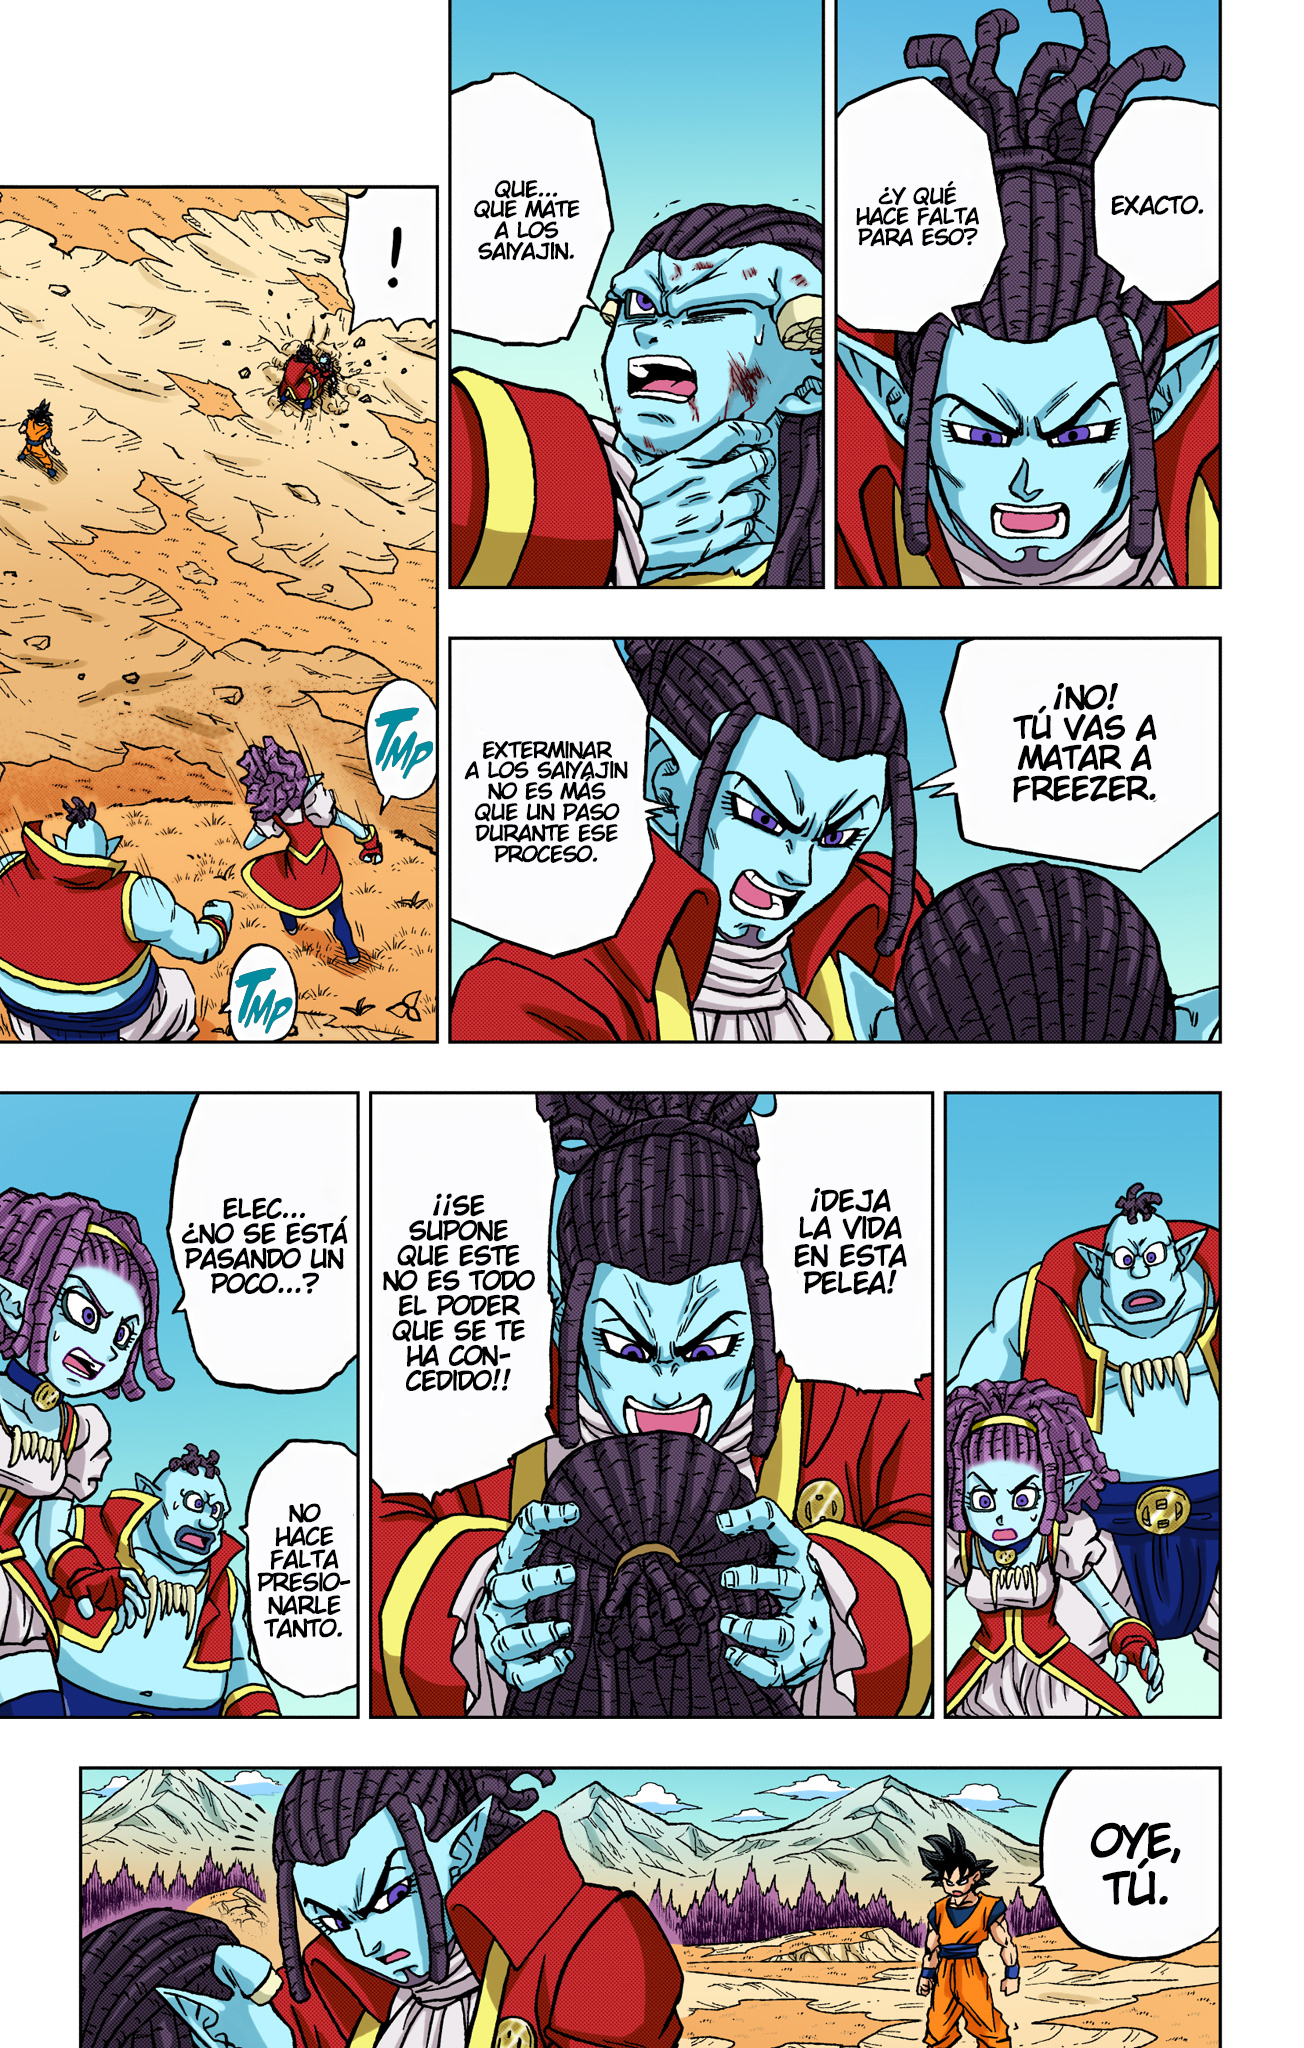 EXACTO.
¿Y QUÉ
HACE FALTA
PARA ESO?
QUE...
QUE MATE
A LOS
SAIYAJIN.
!
TMP
TMP
¡NO!
TÚ VAS A
MATAR A
FREEZER.
EXTERMINAR
A LOS SAIYAJIN
NO ES MÁS
QUE UN PASO
DURANTE ESE
PROCESO.
¡DEJA
LA VIDA
EN ESTA
PELEA!
¡¡SE
SUPONE
QUE ESTE
NO ES TODO
EL PODER
QUE SE TE
HA CON-
CEDIDO!!
ELEC...
¿NO SE ESTÁ
PASANDO UN
POCO...?
NO
HACE
FALTA
PRESIO-
NARLE
TANTO.
OYE,
TÚ.